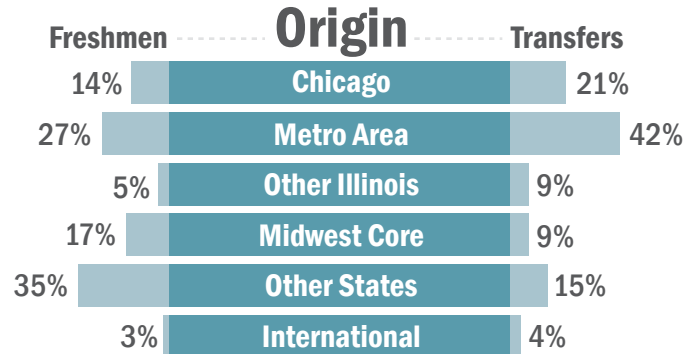 Origin
Freshmen Transfers
14% Chicago 21%
27% Metro Area 42%
5% Other Illinois 9%
17% Midwest Core 9%
35% Other States 15%
3% International 4%